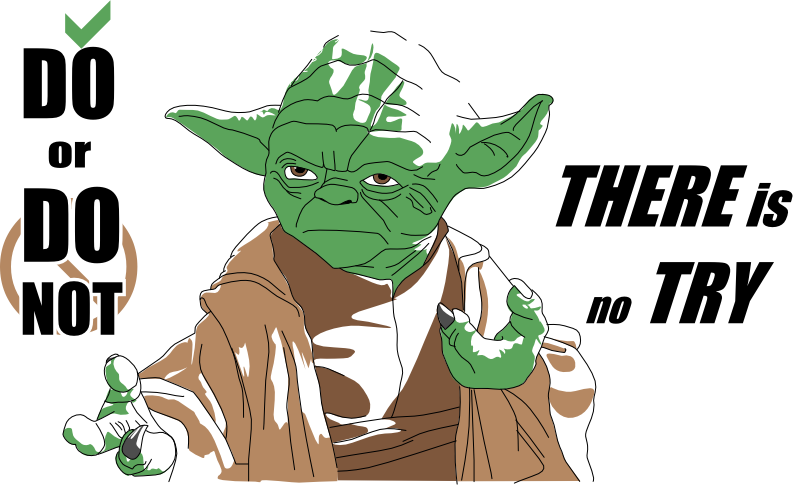 DO
or
DO
NOT
THERE is
no TRY